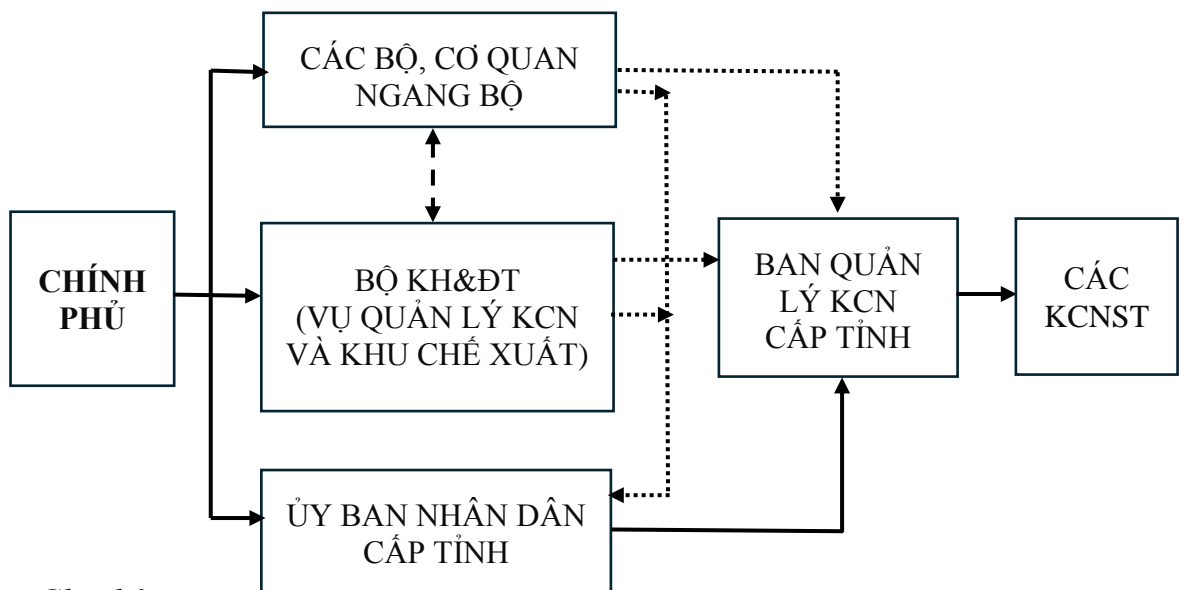 CÁC BỘ, CƠ QUAN
NGANG BỘ
CHÍNH
PHỦ
BỘ KH&ĐT
(VỤ QUẢN LÝ KCN
VÀ KHU CHẾ XUẤT)
BAN QUẢN
LÝ KCN
CẤP TỈNH
CÁC
KCNST
ỦY BAN NHÂN DÂN
CẤP TỈNH